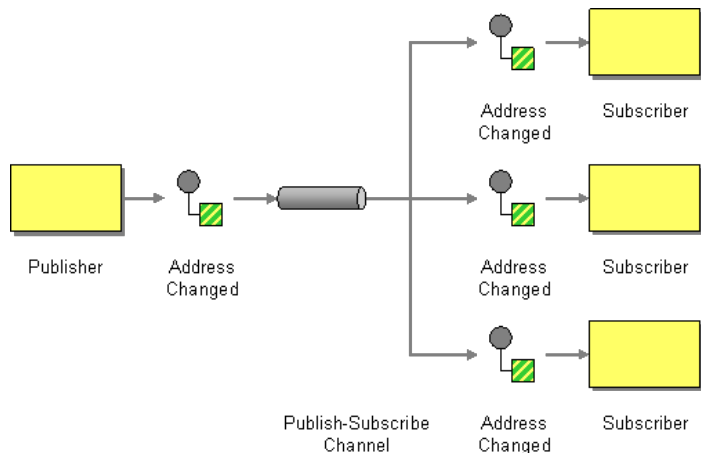 Address
Changed
Subscriber
Publisher
Address
Changed
Address
Changed
Subscriber
Publish-Subscribe
Channel
Address
Changed
Subscriber